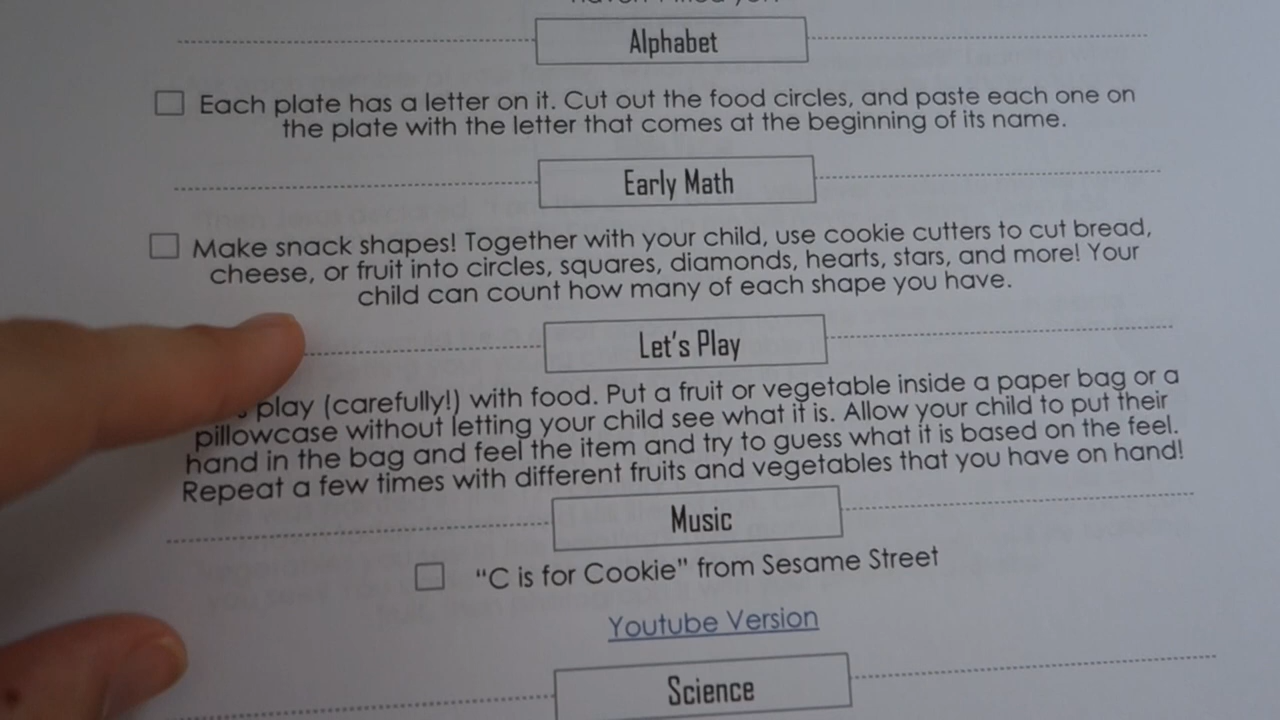 Alphabet
Each plate has a letter on it. Cut out the food circles, and paste each one on
the plate with the letter that comes at the beginning of its name.
Early Math
Make snack shapes! Together with your child, use cookie cutters to cut bread,
cheese, or fruit into circles, squares, diamonds, hearts, stars, and more! Your
child can count how many of each shape you have.
Let's Play
play (carefully!) with food. Put a fruit or vegetable inside a paper bag or a
pillowcase without letting your child see what it is. Allow your child to put their
hand in the bag and feel the item and try to guess what it is based on the feel.
Repeat a few times with different fruits and vegetables that you have on hand!
Music
"C is for Cookie" from Sesame Street
Youtube Version
Science